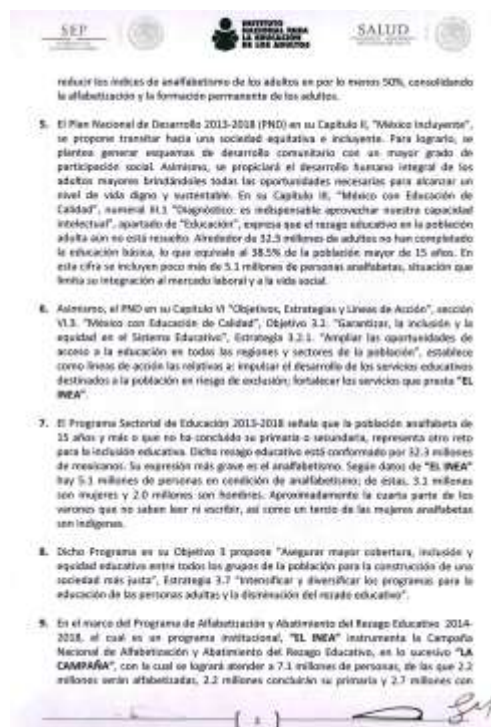 SEP
INSTITUTO
NACIONAL PARA
LA EDUCACIÓN
DE LOS ADULTOS
SALUD
reducir los índices de analfabetismo de los adultos en por lo menos 50%, consolidando
la alfabetización y la formación permanente de los adultos.
5. El Plan Nacional de Desarrollo 2013-2018 (PND) en su Capítulo II, "México Incluyente",
se propone transitar hacia una sociedad equitativa e incluyente. Para lograrlo, se
plantea generar esquemas de desarrollo comunitario con un mayor grado de
participación social. Asimismo, se propiciará el desarrollo humano integral de los
adultos mayores brindándoles todas las oportunidades necesarias para alcanzar un
nivel de vida digno y sustentable. En su Capítulo III, "México con Educación de
Calidad", numeral III.1 "Diagnóstico: es indispensable aprovechar nuestra capacidad
intelectual", apartado de "Educación", expresa que el rezago educativo en la población
adulta aún no está resuelto. Alrededor de 32.3 millones de adultos no han completado
la educación básica, lo que equivale al 38.5% de la población mayor de 15 años. En
esta cifra se incluyen poco más de 5.1 millones de personas analfabetas, situación que
limita su integración al mercado laboral y a la vida social.
6. Asimismo, el PND en su Capítulo VI "Objetivos, Estrategias y Líneas de Acción", sección
VI.3. "México con Educación de Calidad", Objetivo 3.2. "Garantizar, la inclusión y la
equidad en el Sistema Educativo", Estrategia 3.2.1. "Ampliar las oportunidades de
acceso a la educación en todas las regiones y sectores de la población", establece
como líneas de acción las relativas a: impulsar el desarrollo de los servicios educativos
destinados a la población en riesgo de exclusión; fortalecer los servicios que presta "EL
INEA".
7. El Programa Sectorial de Educación 2013-2018 señala que la población analfabeta de
15 años y más o que no ha concluido su primaria o secundaria, representa otro reto
para la inclusión educativa. Dicho rezago educativo está conformado por 32.3 millones
de mexicanos. Su expresión más grave es el analfabetismo. Según datos de "EL INEA"
hay 5.1 millones de personas en condición de analfabetismo; de éstas, 3.1 millones
son mujeres y 2.0 millones son hombres. Aproximadamente la cuarta parte de los
varones que no saben leer ni escribir, así como un tercio de las mujeres analfabetas
son indígenas.
8. Dicho Programa en su Objetivo 3 propone "Asegurar mayor cobertura, inclusión y
equidad educativa entre todos los grupos de la población para la construcción de una
sociedad más justa", Estrategia 3.7 "Intensificar y diversificar los programas para la
educación de las personas adultas y la disminución del rezado educativo".
9. En el marco del Programa de Alfabetización y Abatimiento del Rezago Educativo 2014-
2018, el cual es un programa institucional, "EL INEA" instrumenta la Campaña
Nacional de Alfabetización y Abatimiento del Rezago Educativo, en lo sucesivo "LA
CAMPAÑA", con la cual se logrará atender a 7.1 millones de personas, de las que 2.2
millones serán alfabetizadas, 2.2 millones concluirán su primaria y 2.7 millones con